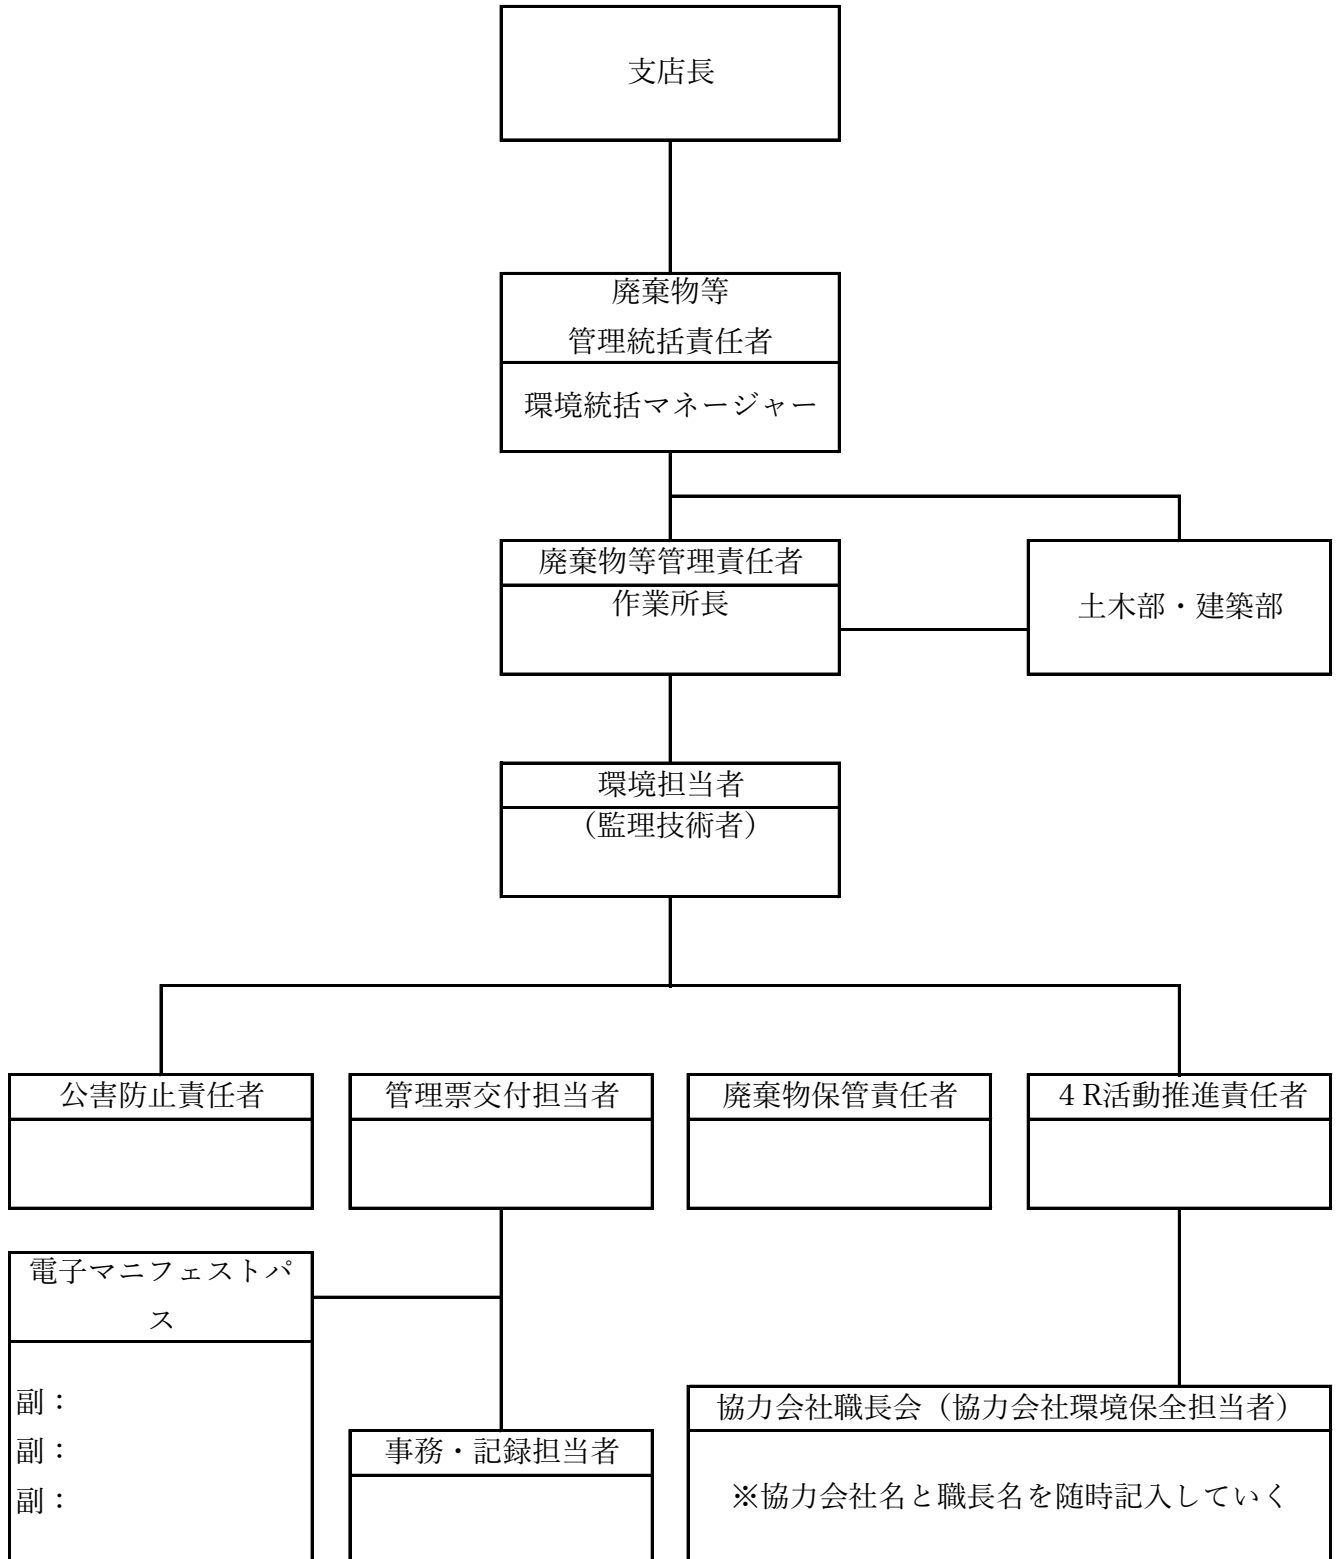 支店長
廃棄物等
管理統括責任者
環境統括マネージャー
廃棄物等管理責任者
作業所長
土木部・建築部
環境担当者
（監理技術者）
公害防止責任者
管理票交付担当者
廃棄物保管責任者
４R活動推進責任者
電子マニフェストパ
ス
副：
副：
副：
事務・記録担当者
協力会社職長会（協力会社環境保全担当者）
※協力会社名と職長名を随時記入していく